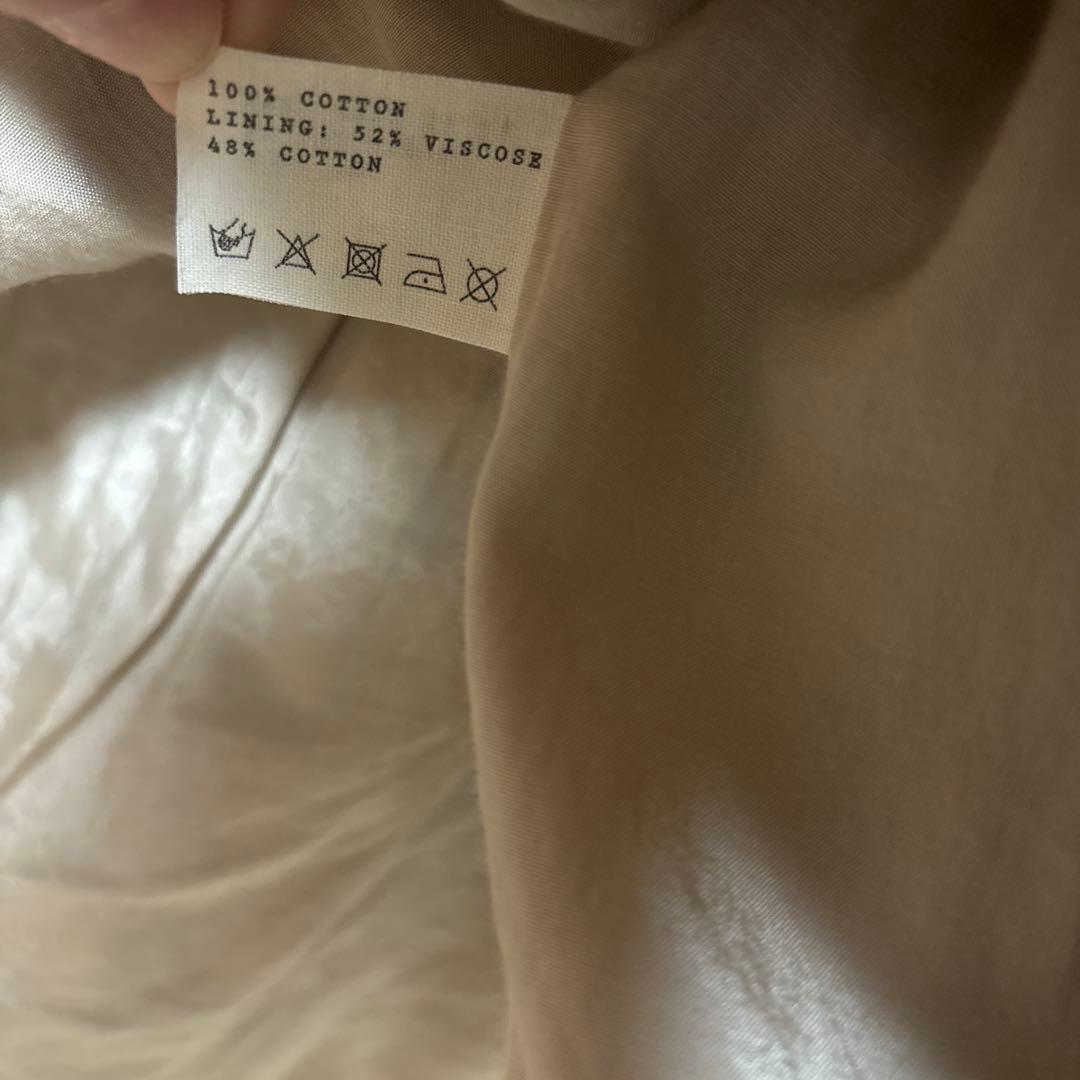 100% COTTON
LINING: 52% VISCOSE
48% COTTON